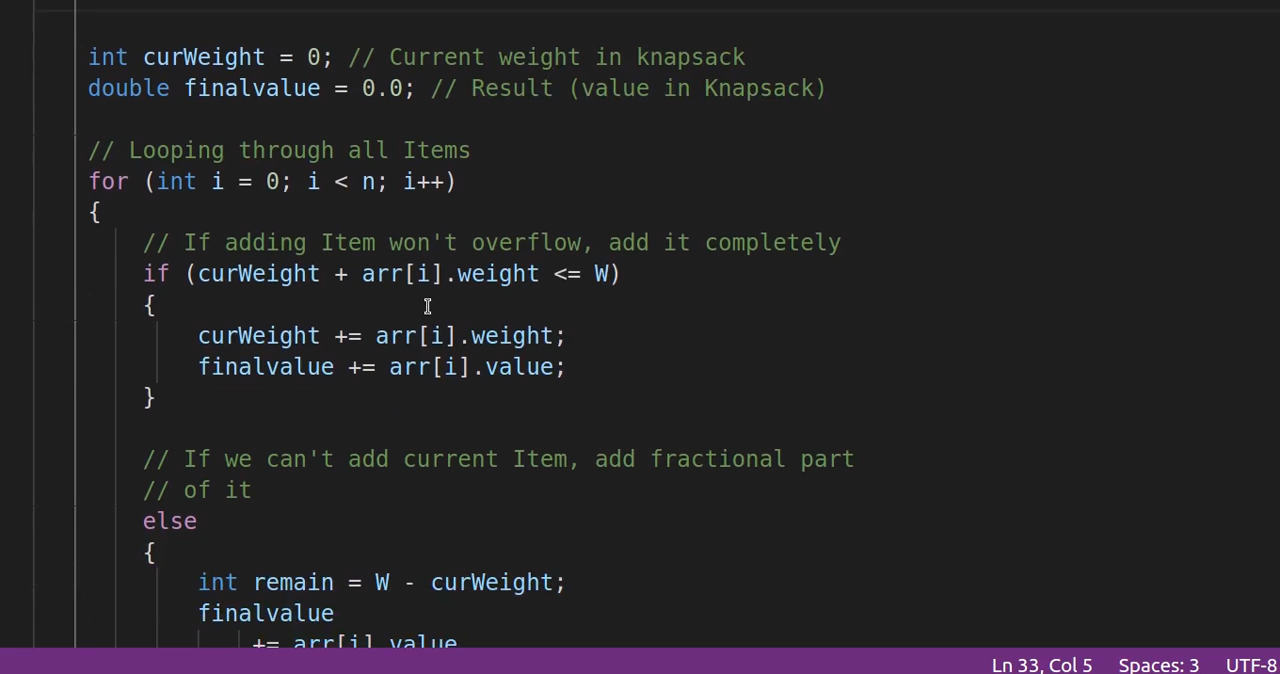 int curWeight = 0; // Current weight in knapsack
double finalvalue = 0.0; // Result (value in Knapsack)
// Looping through all Items
for (int i = 0; i < n; i++)
{
// If adding Item won't overflow, add it completely
if (curWeight + arr[i].weight <= W)
{
curWeight += arr[i].weight;
finalvalue += arr[i].value;
}
// If we can't add current Item, add fractional part
// of it
else
{
int remain = W - curWeight;
finalvalue
+= arr[i].value
Ln 33, Col 5 Spaces: 3 UTF-8